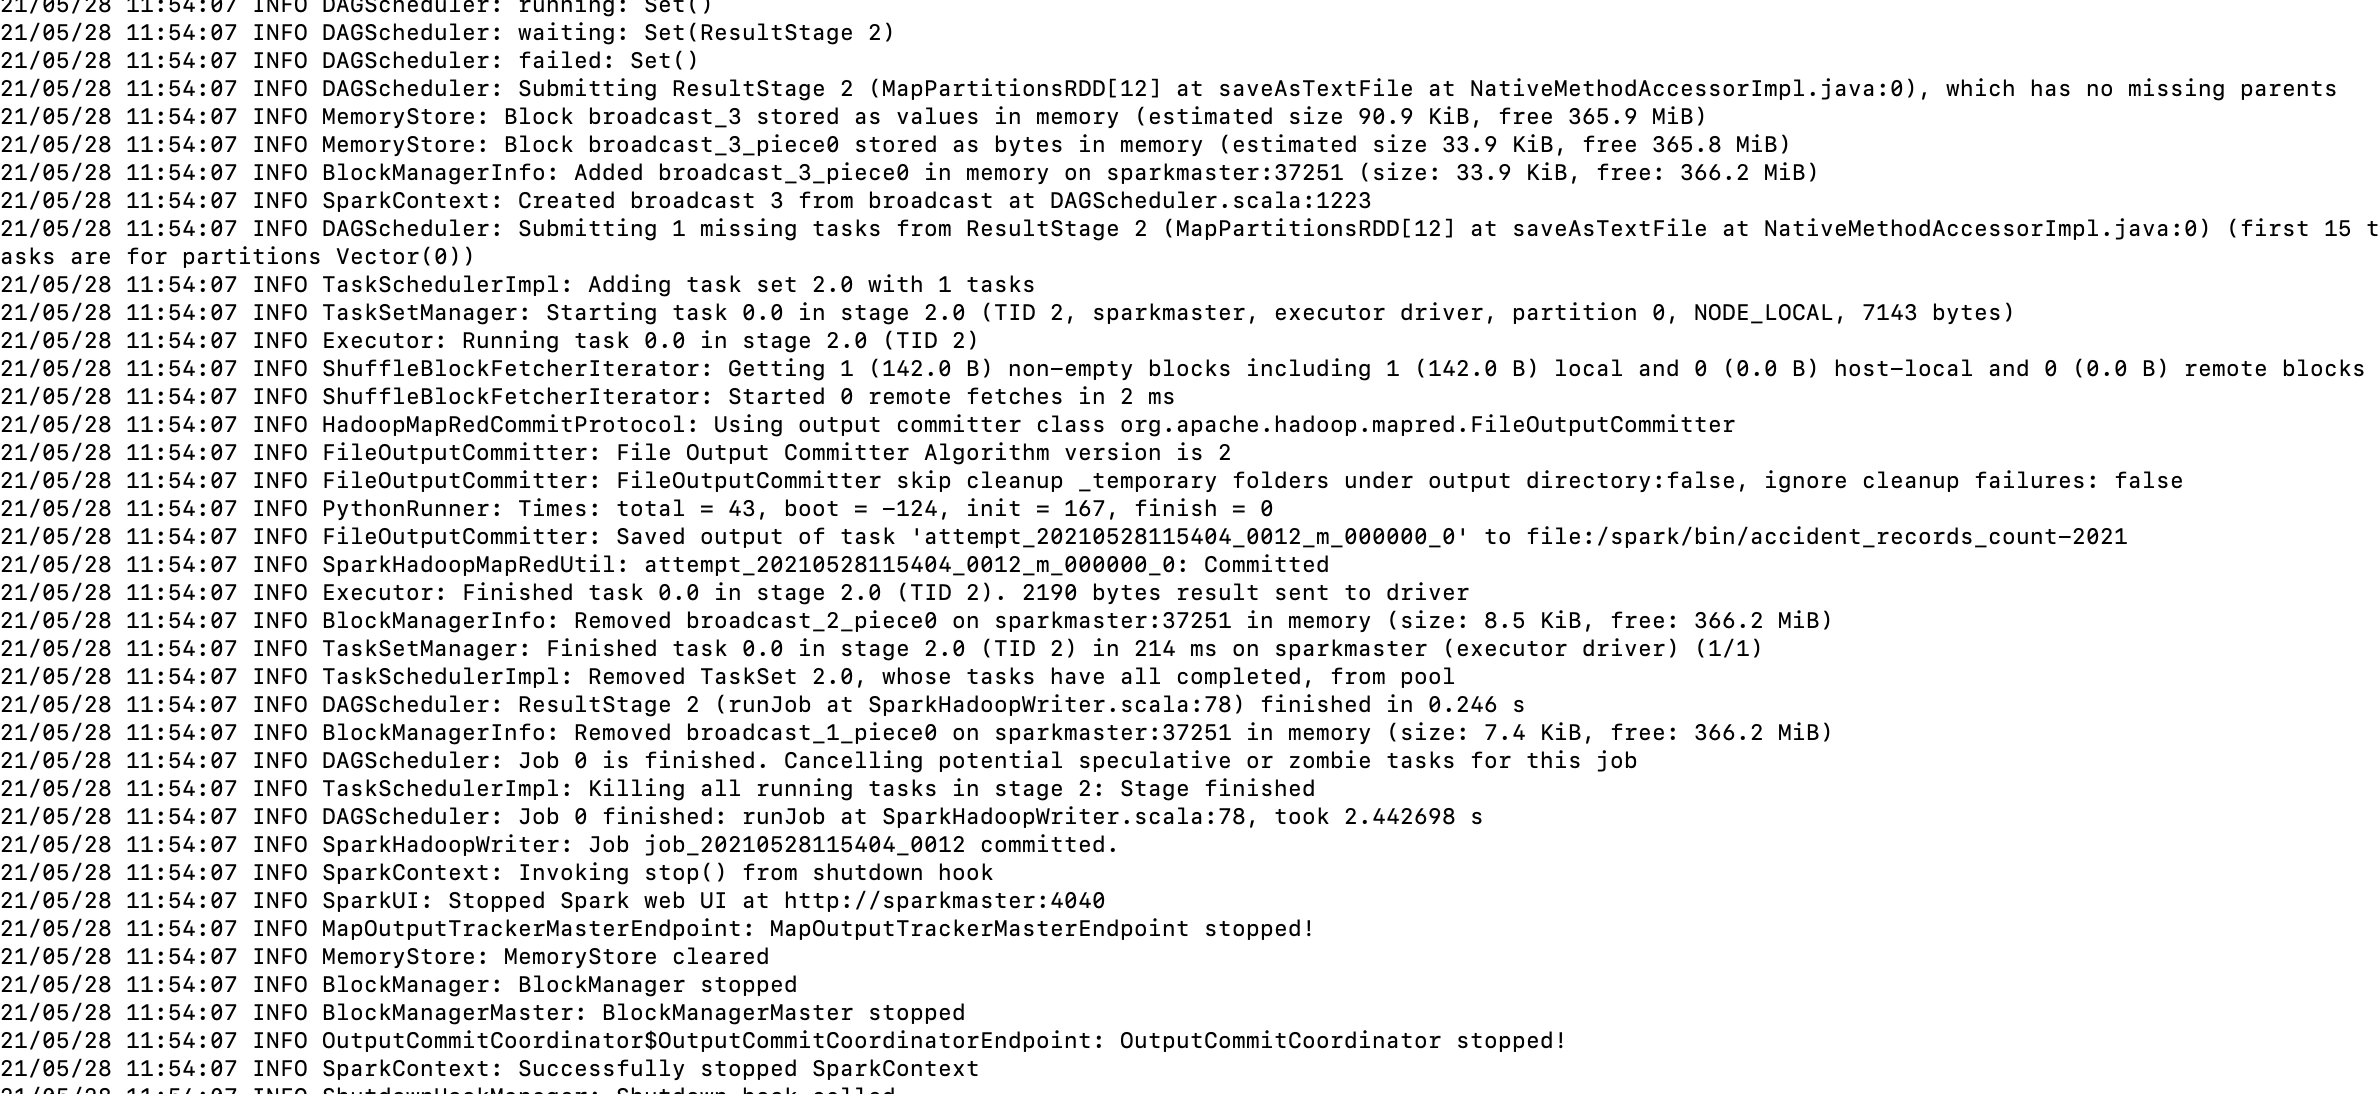 21/05/28 11:54:07 INFO DAGScheduler: running: Set()
21/05/28 11:54:07 INFO DAGScheduler: waiting: Set(ResultStage 2)
21/05/28 11:54:07 INFO DAGScheduler: failed: Set()
21/05/28 11:54:07 INFO DAGScheduler: Submitting ResultStage 2 (MapPartitionsRDD[12] at saveAsTextFile at NativeMethodAccessorImpl.java:0), which has no missing parents
21/05/28 11:54:07 INFO MemoryStore: Block broadcast_3 stored as values in memory (estimated size 90.9 KiB, free 365.9 MiB)
21/05/28 11:54:07 INFO MemoryStore: Block broadcast_3_piece0 stored as bytes in memory (estimated size 33.9 KiB, free 365.8 MiB)
21/05/28 11:54:07 INFO BlockManagerInfo: Added broadcast_3_piece0 in memory on sparkmaster:37251 (size: 33.9 KiB, free: 366.2 MiB)
21/05/28 11:54:07 INFO SparkContext: Created broadcast 3 from broadcast at DAGScheduler.scala:1223
21/05/28 11:54:07 INFO DAGScheduler: Submitting 1 missing tasks from ResultStage 2 (MapPartitionsRDD[12] at saveAsTextFile at NativeMethodAccessorImpl.java:0) (first 15 t
asks are for partitions Vector(0))
21/05/28 11:54:07 INFO TaskSchedulerImpl: Adding task set 2.0 with 1 tasks
21/05/28 11:54:07 INFO TaskSetManager: Starting task 0.0 in stage 2.0 (TID 2, sparkmaster, executor driver, partition 0, NODE_LOCAL, 7143 bytes)
21/05/28 11:54:07 INFO Executor: Running task 0.0 in stage 2.0 (TID 2)
21/05/28 11:54:07 INFO ShuffleBlockFetcherIterator: Getting 1 (142.0 B) non-empty blocks including 1 (142.0 B) local and 0 (0.0 B) host-local and 0 (0.0 B) remote blocks
21/05/28 11:54:07 INFO ShuffleBlockFetcherIterator: Started 0 remote fetches in 2 ms
21/05/28 11:54:07 INFO HadoopMapRedCommitProtocol: Using output committer class org.apache.hadoop.mapred.FileOutputCommitter
21/05/28 11:54:07 INFO FileOutputCommitter: File Output Committer Algorithm version is 2
21/05/28 11:54:07 INFO FileOutputCommitter: FileOutputCommitter skip cleanup _temporary folders under output directory:false, ignore cleanup failures: false
21/05/28 11:54:07 INFO PythonRunner: Times: total = 43, boot = -124, init = 167, finish = 0
21/05/28 11:54:07 INFO FileOutputCommitter: Saved output of task 'attempt_20210528115404_0012_m_000000_0' to file:/spark/bin/accident_records_count-2021
21/05/28 11:54:07 INFO SparkHadoopMapRedUtil: attempt_20210528115404_0012_m_000000_0: Committed
21/05/28 11:54:07 INFO Executor: Finished task 0.0 in stage 2.0 (TID 2). 2190 bytes result sent to driver
21/05/28 11:54:07 INFO BlockManagerInfo: Removed broadcast_2_piece0 on sparkmaster:37251 in memory (size: 8.5 KiB, free: 366.2 MiB)
21/05/28 11:54:07 INFO TaskSetManager: Finished task 0.0 in stage 2.0 (TID 2) in 214 ms on sparkmaster (executor driver) (1/1)
21/05/28 11:54:07 INFO TaskSchedulerImpl: Removed TaskSet 2.0, whose tasks have all completed, from pool
21/05/28 11:54:07 INFO DAGScheduler: ResultStage 2 (runJob at SparkHadoopWriter.scala:78) finished in 0.246 s
21/05/28 11:54:07 INFO BlockManagerInfo: Removed broadcast_1_piece0 on sparkmaster:37251 in memory (size: 7.4 KiB, free: 366.2 MiB)
21/05/28 11:54:07 INFO DAGScheduler: Job 0 is finished. Cancelling potential speculative or zombie tasks for this job
21/05/28 11:54:07 INFO TaskSchedulerImpl: Killing all running tasks in stage 2: Stage finished
21/05/28 11:54:07 INFO DAGScheduler: Job 0 finished: runJob at SparkHadoopWriter.scala:78, took 2.442698 s
21/05/28 11:54:07 INFO SparkHadoopWriter: Job job_20210528115404_0012 committed.
21/05/28 11:54:07 INFO SparkContext: Invoking stop() from shutdown hook
21/05/28 11:54:07 INFO SparkUI: Stopped Spark web UI at http://sparkmaster:4040
21/05/28 11:54:07 INFO MapOutputTrackerMasterEndpoint: MapOutputTrackerMasterEndpoint stopped!
21/05/28 11:54:07 INFO MemoryStore: MemoryStore cleared
21/05/28 11:54:07 INFO BlockManager: BlockManager stopped
21/05/28 11:54:07 INFO BlockManagerMaster: BlockManagerMaster stopped
21/05/28 11:54:07 INFO OutputCommitCoordinator$OutputCommitCoordinatorEndpoint: OutputCommitCoordinator stopped!
21/05/28 11:54:07 INFO SparkContext: Successfully stopped SparkContext
21/05/28 11:54:07 INFO ShutdownHookManager: Shutdown hook called